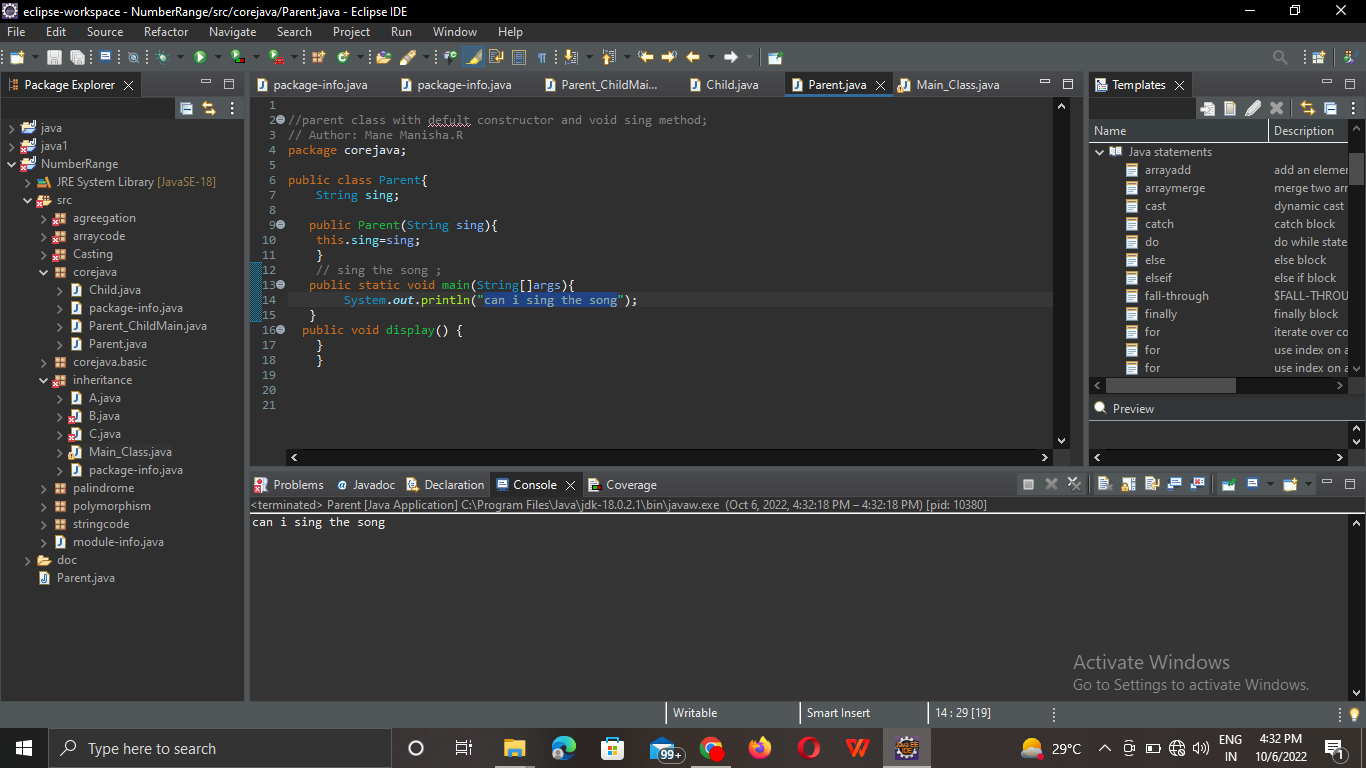 eclipse-workspace - NumberRange/src/corejava/Parent.java - Eclipse IDE
File Edit Source Refactor Navigate Search Project Run Window Help
Package Explorer
java
java1
NumberRange
JRE System Library [JavaSE-18]
src
agreegation
arraycode
Casting
corejava
Child.java
package-info.java
Parent_ChildMain.java
Parent.java
corejava.basic
inheritance
A.java
B.java
C.java
Main_Class.java
package-info.java
palindrome
polymorphism
stringcode
module-info.java
doc
Parent.java
package-info.java package-info.java Parent_ChildMai... Child.java Parent.java Main_Class.java
1
2 //parent class with defult constructor and void sing method;
3 // Author: Mane Manisha.R
4 package corejava;
5
6 public class Parent{
7 String sing;
8
9 public Parent(String sing){
10 this.sing=sing;
11 }
12 // sing the song ;
13 public static void main(String[]args){
14 System.out.println("can i sing the song");
15 }
16 public void display() {
17 }
18 }
19
20
21
Templates
Name Description
Java statements
arrayadd add an elemer
arraymerge merge two arr
cast dynamic cast
catch catch block
do do while state
else else block
elseif else if block
fall-through $FALL-THROU
finally finally block
for iterate over co
for use index on a
for use index on a
Preview
Problems Javadoc Declaration Console Coverage
<terminated> Parent [Java Application] C:\Program Files\Java\jdk-18.0.2.1\bin\javaw.exe (Oct 6, 2022, 4:32:18 PM – 4:32:18 PM) [pid: 10380]
can i sing the song
Activate Windows
Go to Settings to activate Windows.
Writable Smart Insert 14 : 29 [19]
Type here to search
99+
29°C
ENG
IN
4:32 PM
10/6/2022
1